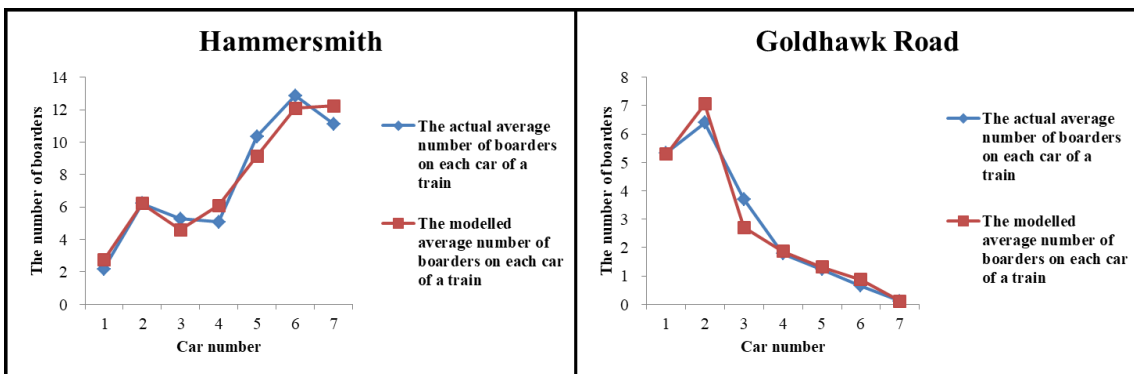 Hammersmith
The number of boarders
14
12
10
8
6
4
2
0
1 2 3 4 5 6 7
Car number
The actual average
number of boarders
on each car of a
train
The modelled
average number of
boarders on each car
of a train
Goldhawk Road
The number of boarders
8
7
6
5
4
3
2
1
0
1 2 3 4 5 6 7
Car number
The actual average
number of boarders
on each car of a
train
The modelled
average number of
boarders on each car
of a train